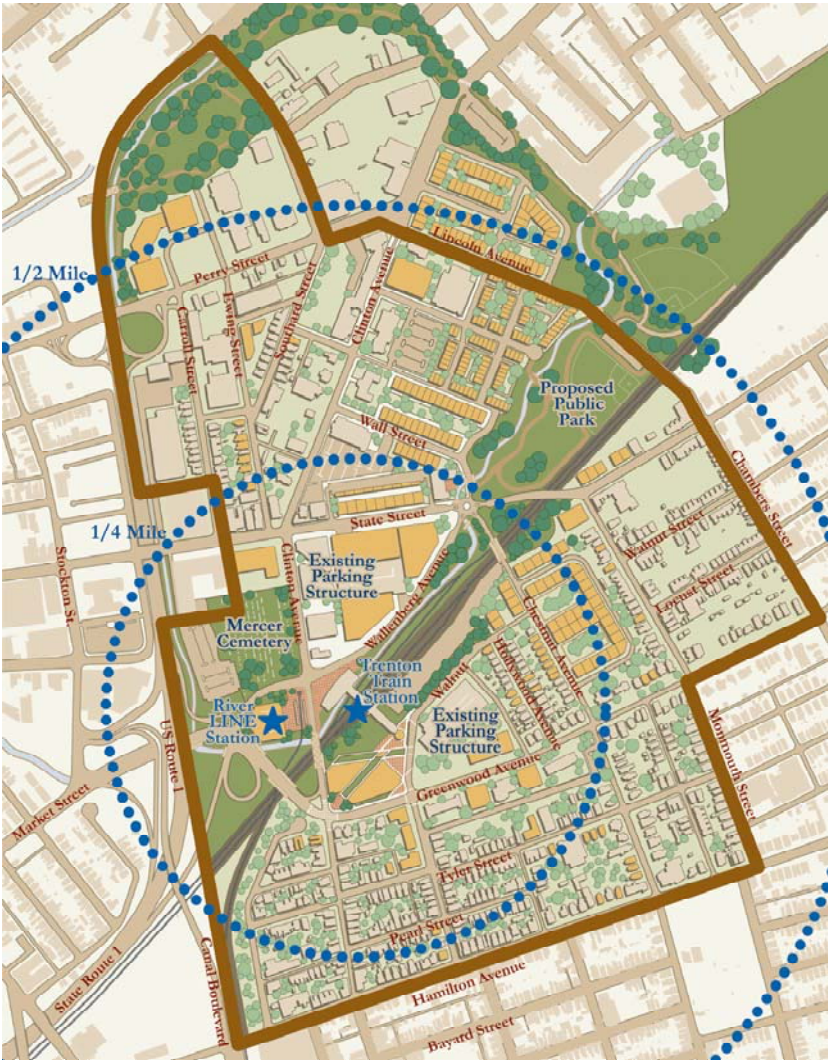 1/2 Mile
Lincoln Avenue
Perry Street
Ewing Street
Southard Street
Clinton Avenue
Carroll Street
Proposed
Public
Park
Wall Street
Chambers Street
1/4 Mile
State Street
Walnut Street
Stockton St.
Clinton Avenue
Existing
Parking
Structure
Wallenberg Avenue
Locust Street
Mercer
Cemetery
Chestnut Avenue
Trenton
Train
Station
Walnut
Hollywood Avenue
River
LINE
Station
US Route 1
Existing
Parking
Structure
Monmouth Street
Greenwood Avenue
Market Street
Tyler Street
Pearl Street
State Route 1
Canal Boulevard
Hamilton Avenue
Bayard Street